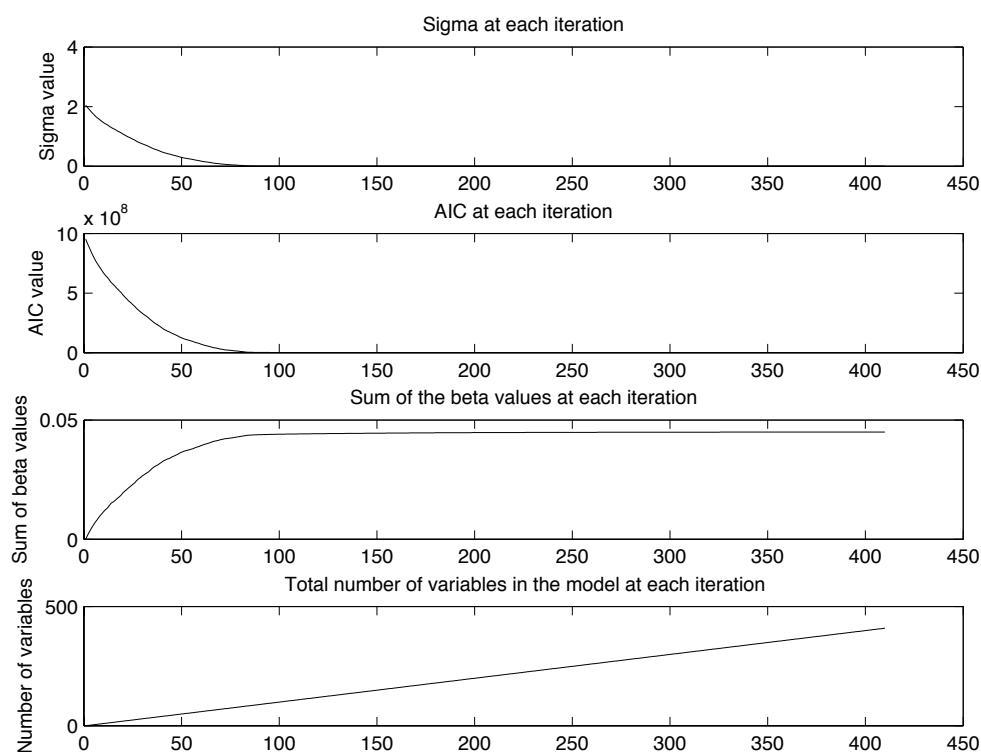 Sigma at each iteration
Sigma value
4
2
0
0 50 100 150 200 250 300 350 400 450
x 10^8
AIC at each iteration
AIC value
10
5
0
0 50 100 150 200 250 300 350 400 450
Sum of the beta values at each iteration
Sum of beta values
0.05
0
0 50 100 150 200 250 300 350 400 450
Total number of variables in the model at each iteration
Number of variables
500
0
0 50 100 150 200 250 300 350 400 450